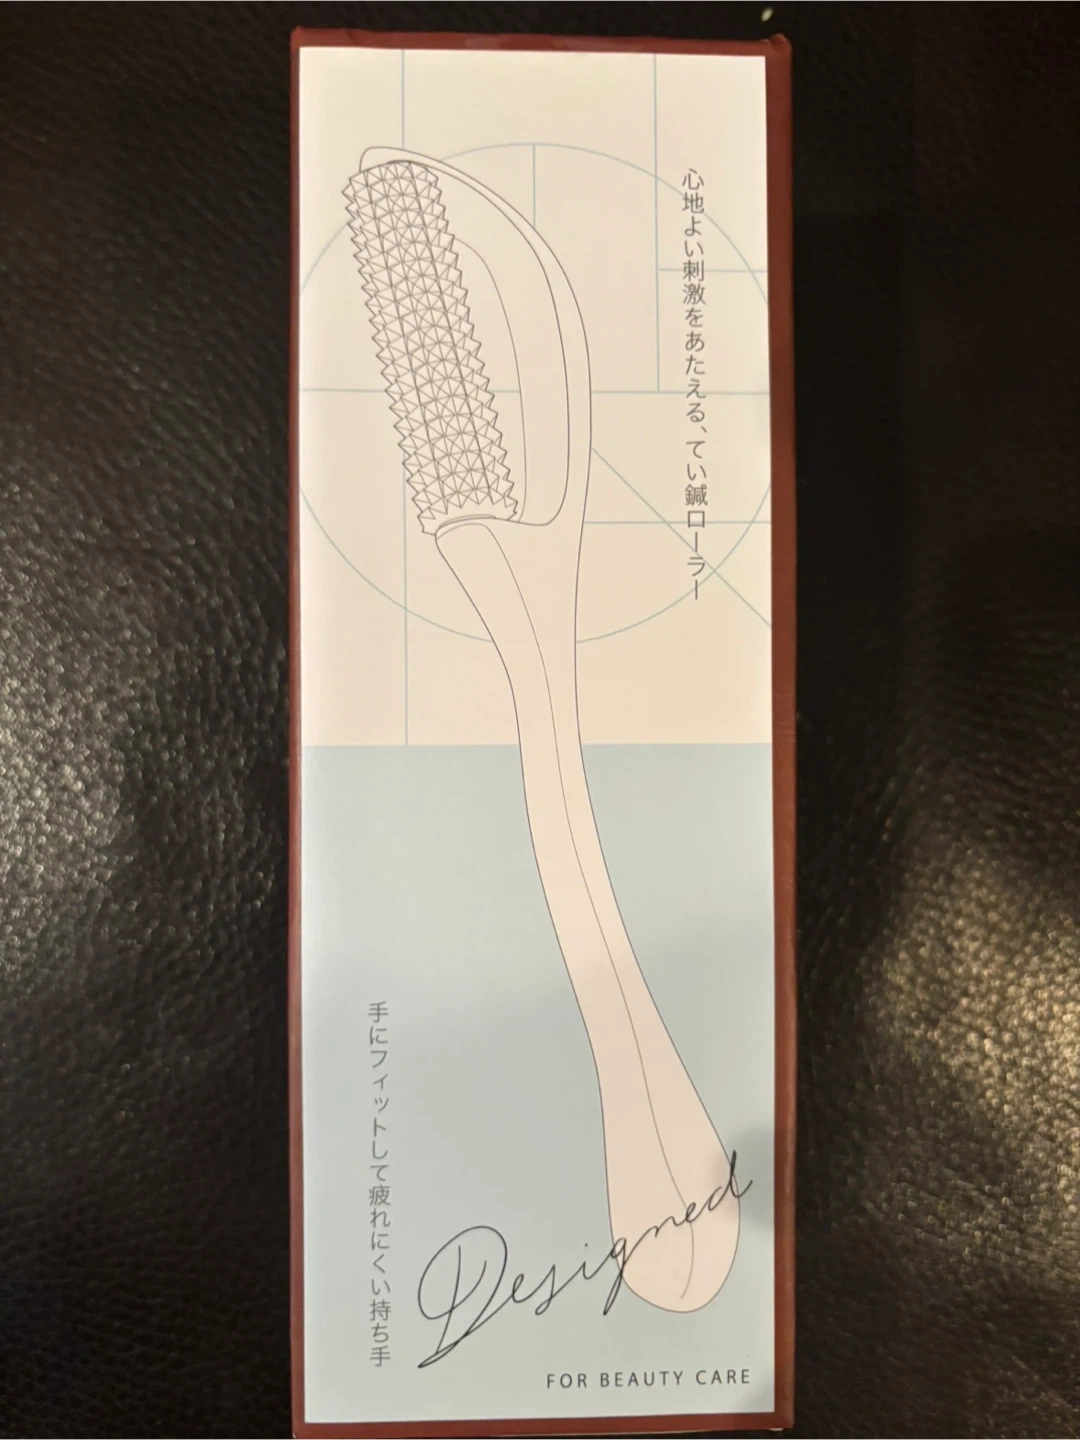 心地よい刺激をあたえる、てい鍼ローラー
手にフィットして疲れにくい持ち手
Designed
FOR BEAUTY CARE